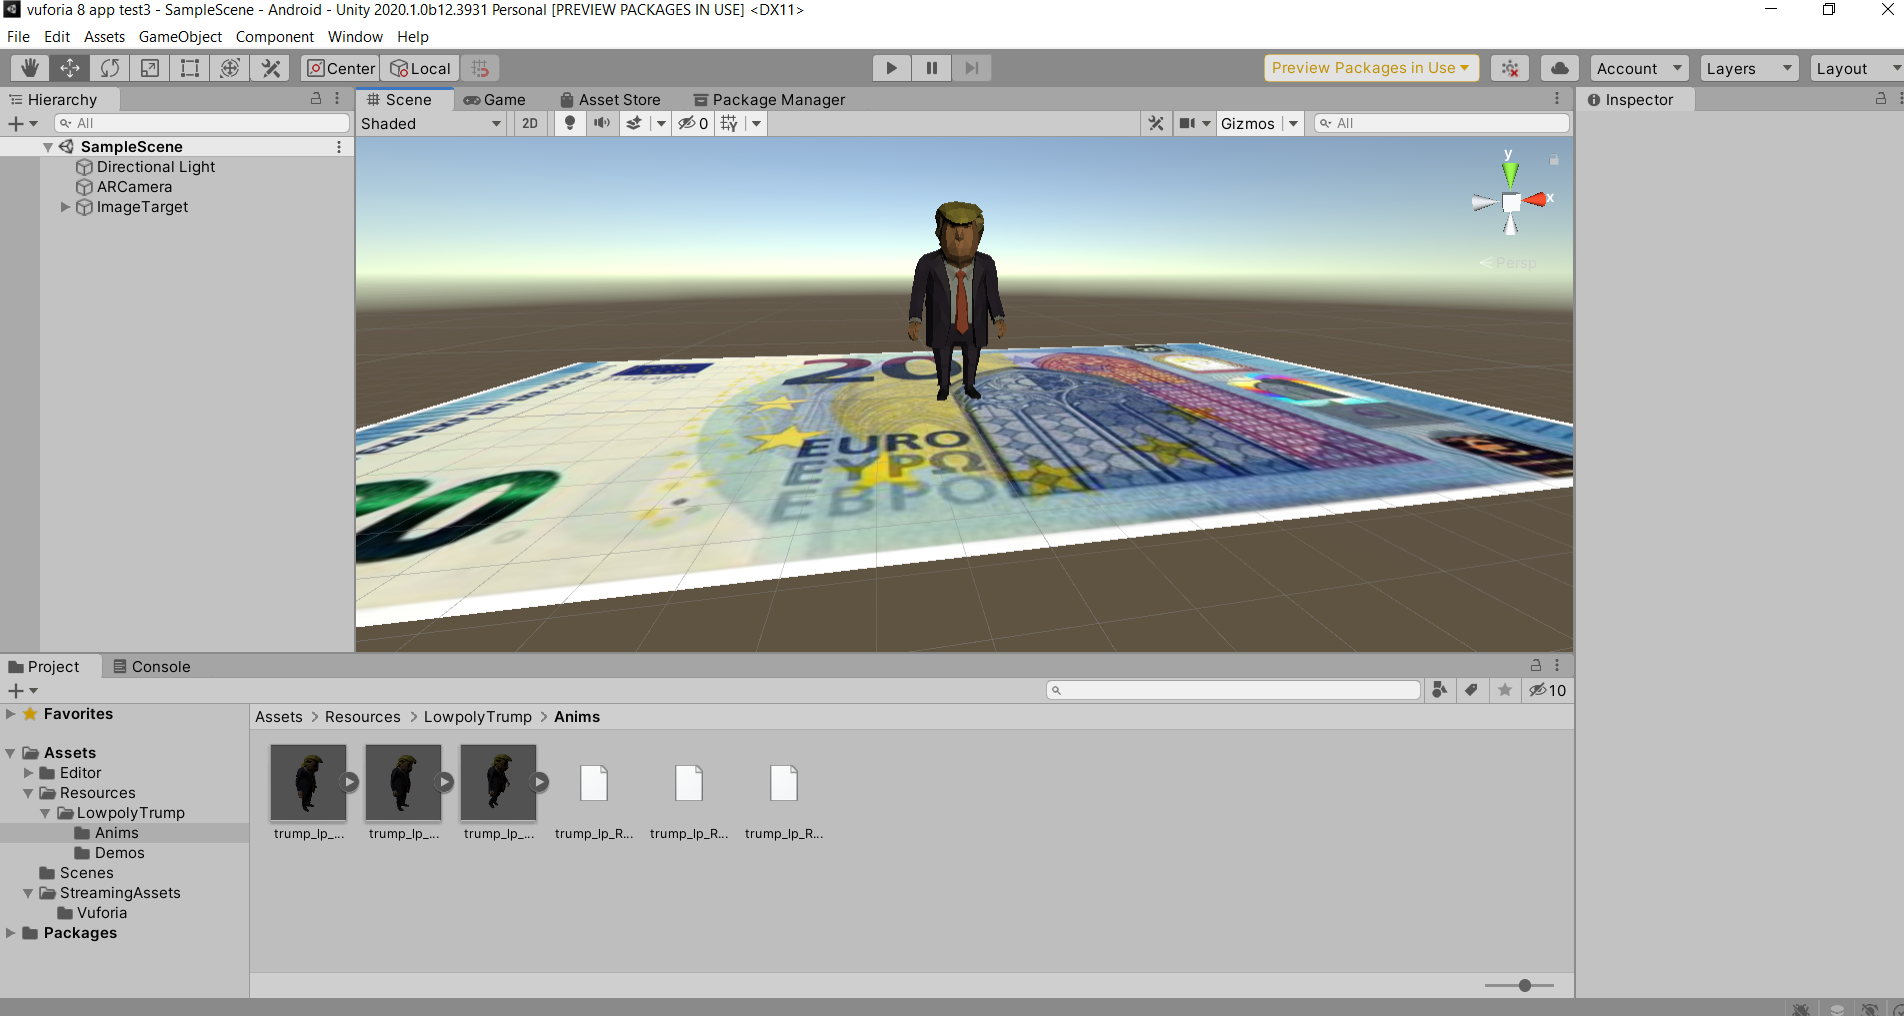 vuforia 8 app test3 - SampleScene - Android - Unity 2020.1.0b12.3931 Personal [PREVIEW PACKAGES IN USE] <DX11>
File Edit Assets GameObject Component Window Help
Center Local Preview Packages in Use Account Layers Layout
Hierarchy
All
SampleScene
Directional Light
ARCamera
ImageTarget
Scene Game Asset Store Package Manager
Shaded 2D 0 Gizmos All
y
x
Persp
20
EURO
ΕΥΡΩ
ЕВРО
Inspector
Project Console
10
Favorites
Assets
Editor
Resources
LowpolyTrump
Anims
Demos
Scenes
StreamingAssets
Vuforia
Packages
Assets > Resources > LowpolyTrump > Anims
trump_lp_... trump_lp_... trump_lp_... trump_lp_R... trump_lp_R... trump_lp_R...